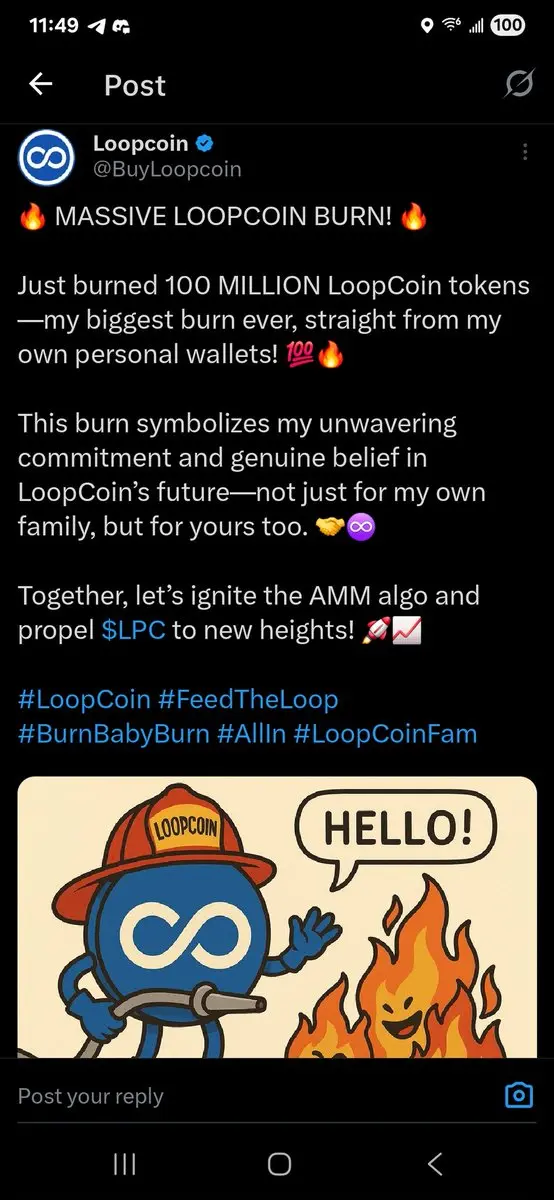 11:49
100
Post
Loopcoin
@BuyLoopcoin
🔥 MASSIVE LOOPCOIN BURN! 🔥
Just burned 100 MILLION LoopCoin tokens
—my biggest burn ever, straight from my
own personal wallets! 💯🔥
This burn symbolizes my unwavering
commitment and genuine belief in
LoopCoin’s future—not just for my own
family, but for yours too. 🤝♾️
Together, let’s ignite the AMM algo and
propel $LPC to new heights! 🚀📈
#LoopCoin #FeedTheLoop
#BurnBabyBurn #AllIn #LoopCoinFam
LOOPCOIN
HELLO!
Post your reply